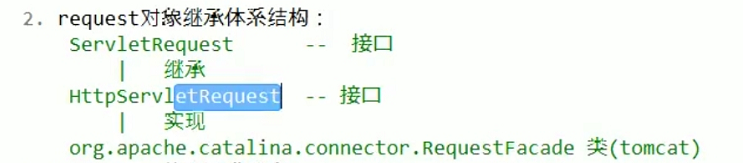 2. request对象继承体系结构：
ServletRequest -- 接口
| 继承
HttpServletRequest -- 接口
| 实现
org.apache.catalina.connector.RequestFacade 类(tomcat)